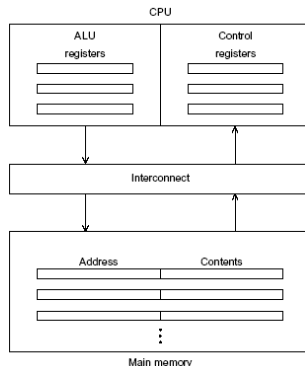 CPU
ALU Control
registers registers
Interconnect
Address Contents
Main memory